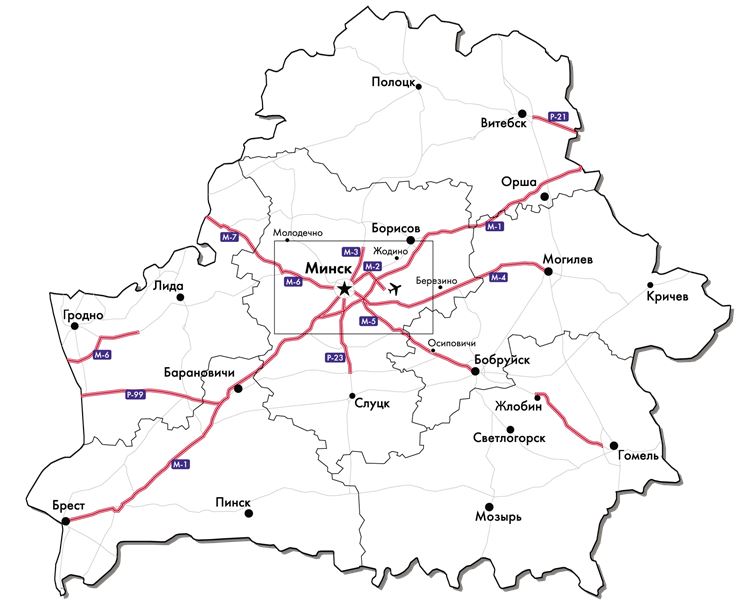 Полоцк
Витебск
P-21
Орша
М-7
Молодечно
Борисов
М-1
М-3
Жодино
Минск
М-2
М-6
Березино
М-4
Могилев
Лида
Кричев
Гродно
М-5
М-6
Осиповичи
P-23
Бобруйск
Барановичи
P-99
Слуцк
Жлобин
Светлогорск
Гомель
М-1
Брест
Пинск
Мозырь